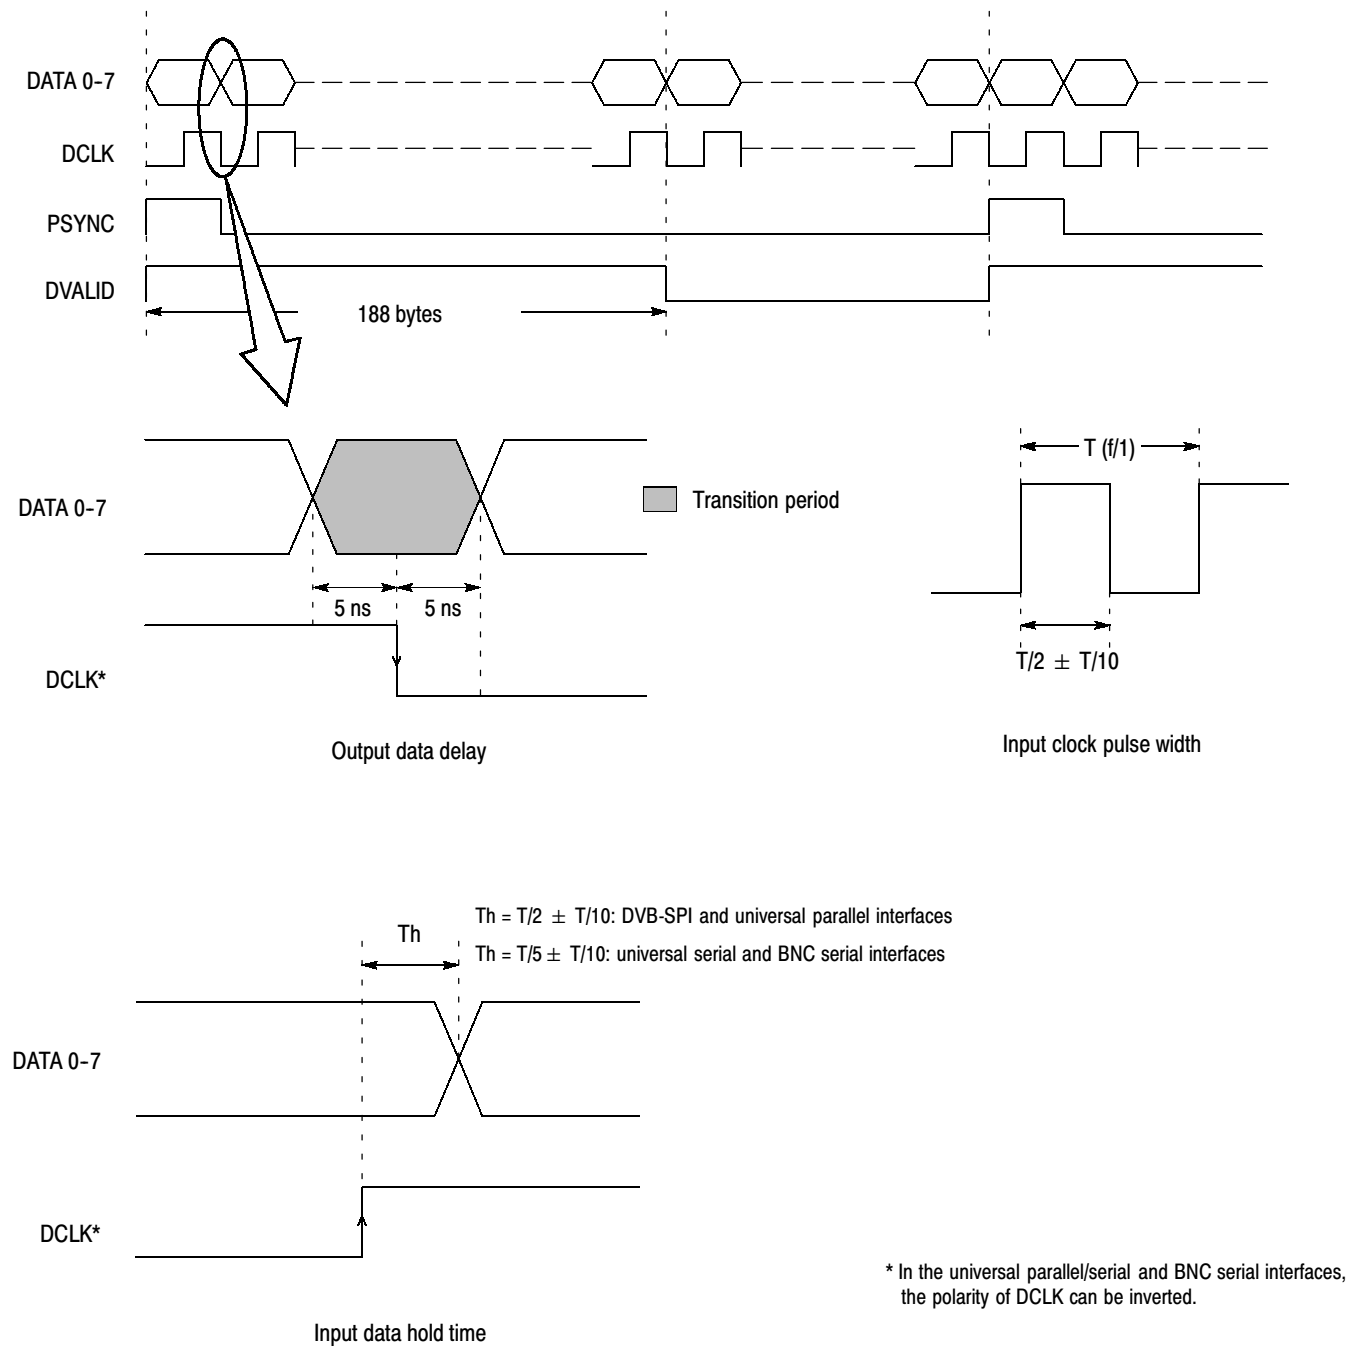 DATA 0-7
DCLK
PSYNC
DVALID
188 bytes
T (f/1)
DATA 0-7
Transition period
5 ns
5 ns
T/2 ± T/10
DCLK*
Output data delay
Input clock pulse width
Th = T/2 ± T/10: DVB-SPI and universal parallel interfaces
Th
Th = T/5 ± T/10: universal serial and BNC serial interfaces
DATA 0-7
DCLK*
* In the universal parallel/serial and BNC serial interfaces,
the polarity of DCLK can be inverted.
Input data hold time